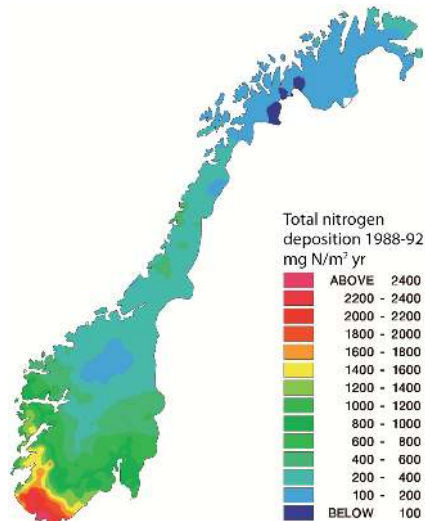 Total nitrogen
deposition 1988-92
mg N/m² yr
ABOVE 2400
2200 - 2400
2000 - 2200
1800 - 2000
1600 - 1800
1400 - 1600
1200 - 1400
1000 - 1200
800 - 1000
600 - 800
400 - 600
200 - 400
100 - 200
BELOW 100